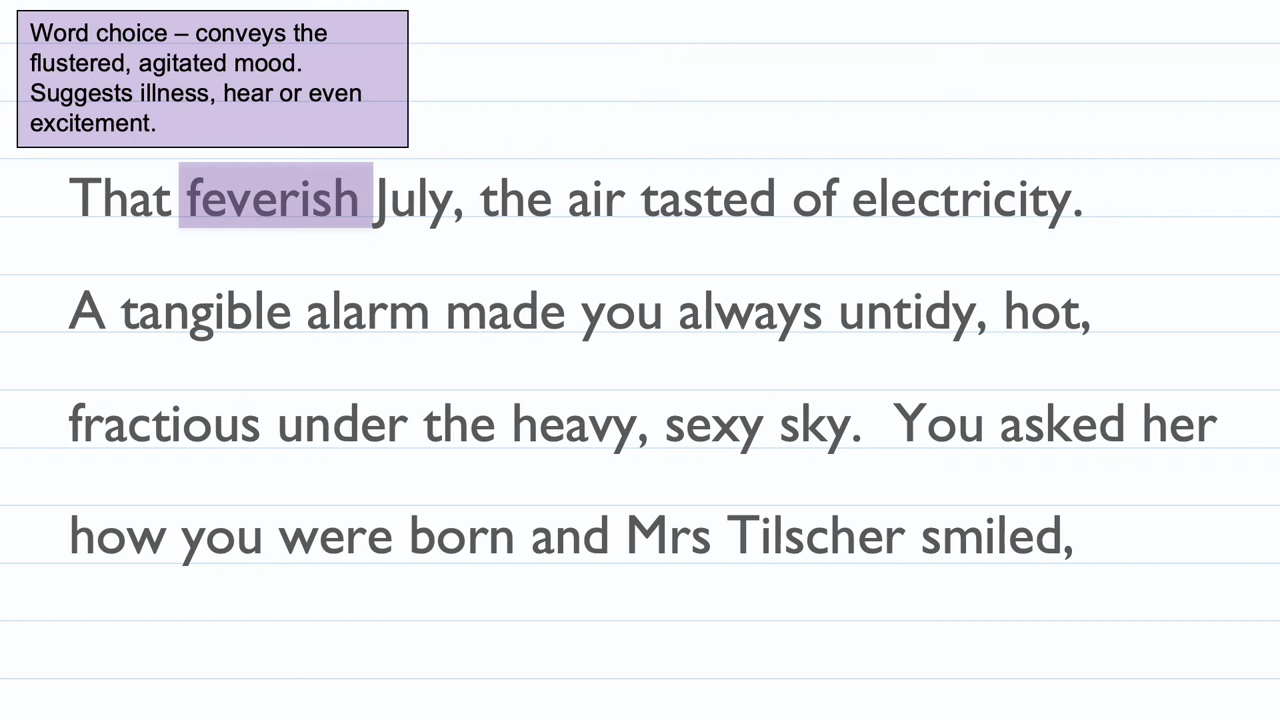 Word choice – conveys the
flustered, agitated mood.
Suggests illness, hear or even
excitement.
That feverish July, the air tasted of electricity.
A tangible alarm made you always untidy, hot,
fractious under the heavy, sexy sky.  You asked her
how you were born and Mrs Tilscher smiled,